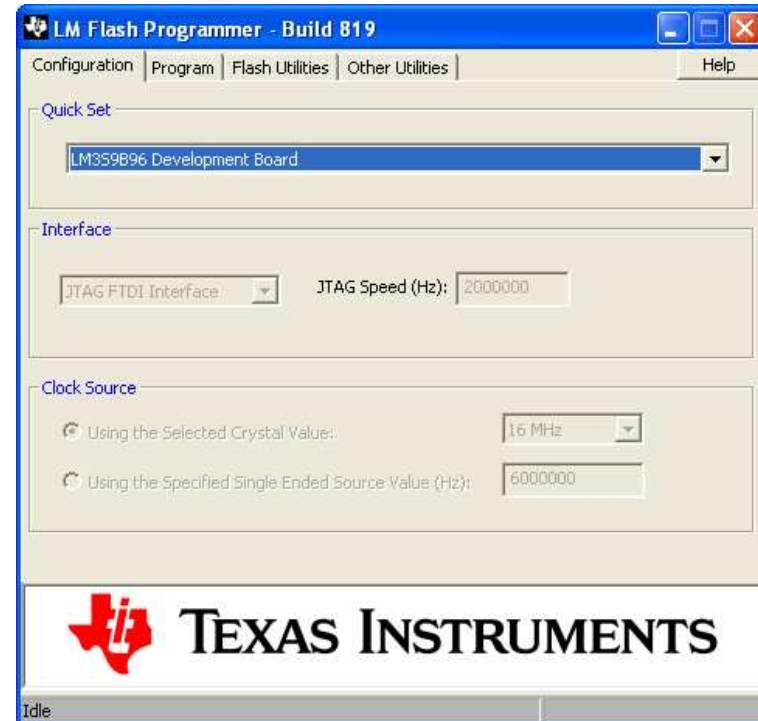 LM Flash Programmer - Build 819
Configuration Program Flash Utilities Other Utilities Help
Quick Set
LM3S9B96 Development Board
Interface
JTAG FTDI Interface JTAG Speed (Hz): 2000000
Clock Source
Using the Selected Crystal Value: 16 MHz
Using the Specified Single Ended Source Value (Hz): 6000000
TEXAS INSTRUMENTS
Idle